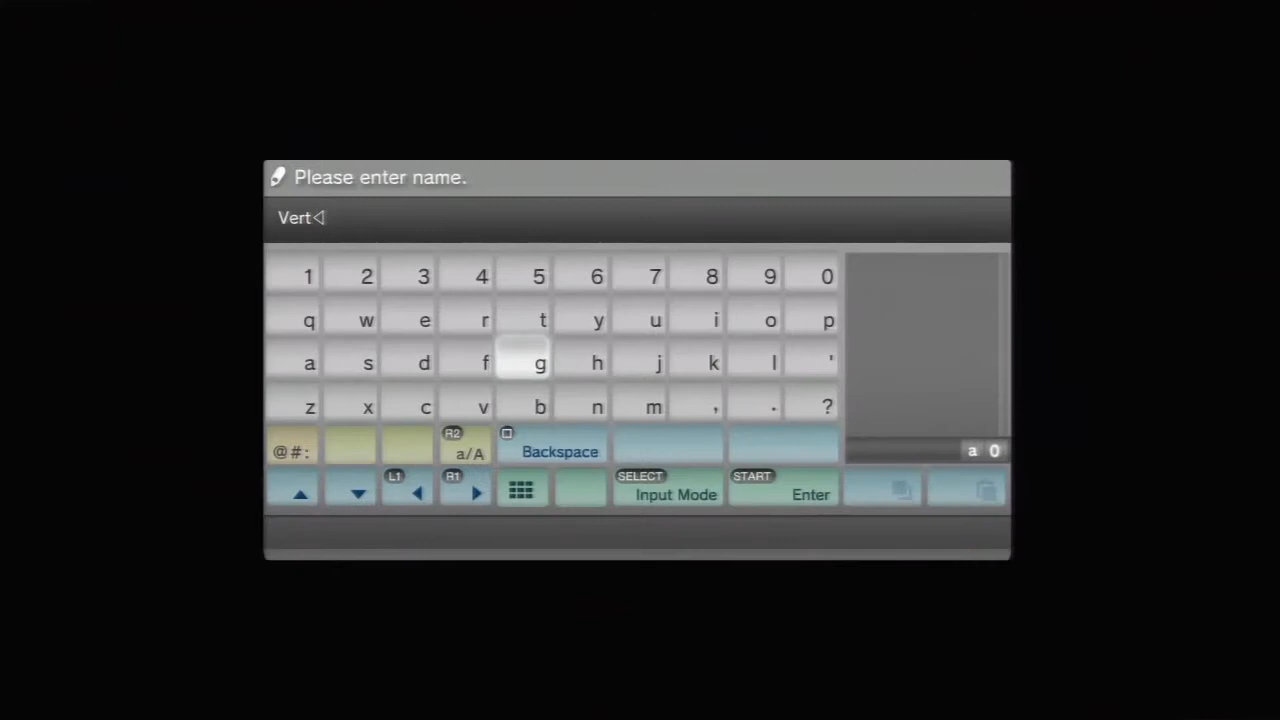 Please enter name.
Vert
1 2 3 4 5 6 7 8 9 0
q w e r t y u i o p
a s d f g h j k l '
z x c v b n m , . ?
@#: R2 a/A Backspace
a 0
L1 R1 SELECT Input Mode START Enter